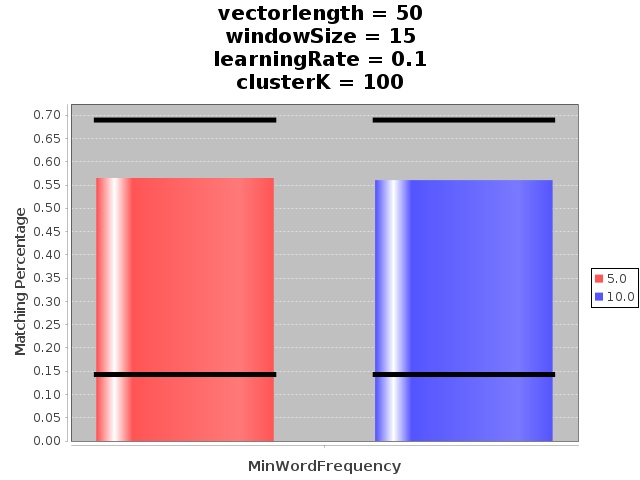 vectorlength = 50
windowSize = 15
learningRate = 0.1
clusterK = 100
0.70
0.65
0.60
0.55
0.50
0.45
0.40
0.35
0.30
0.25
0.20
0.15
0.10
0.05
0.00
Matching Percentage
5.0
10.0
MinWordFrequency